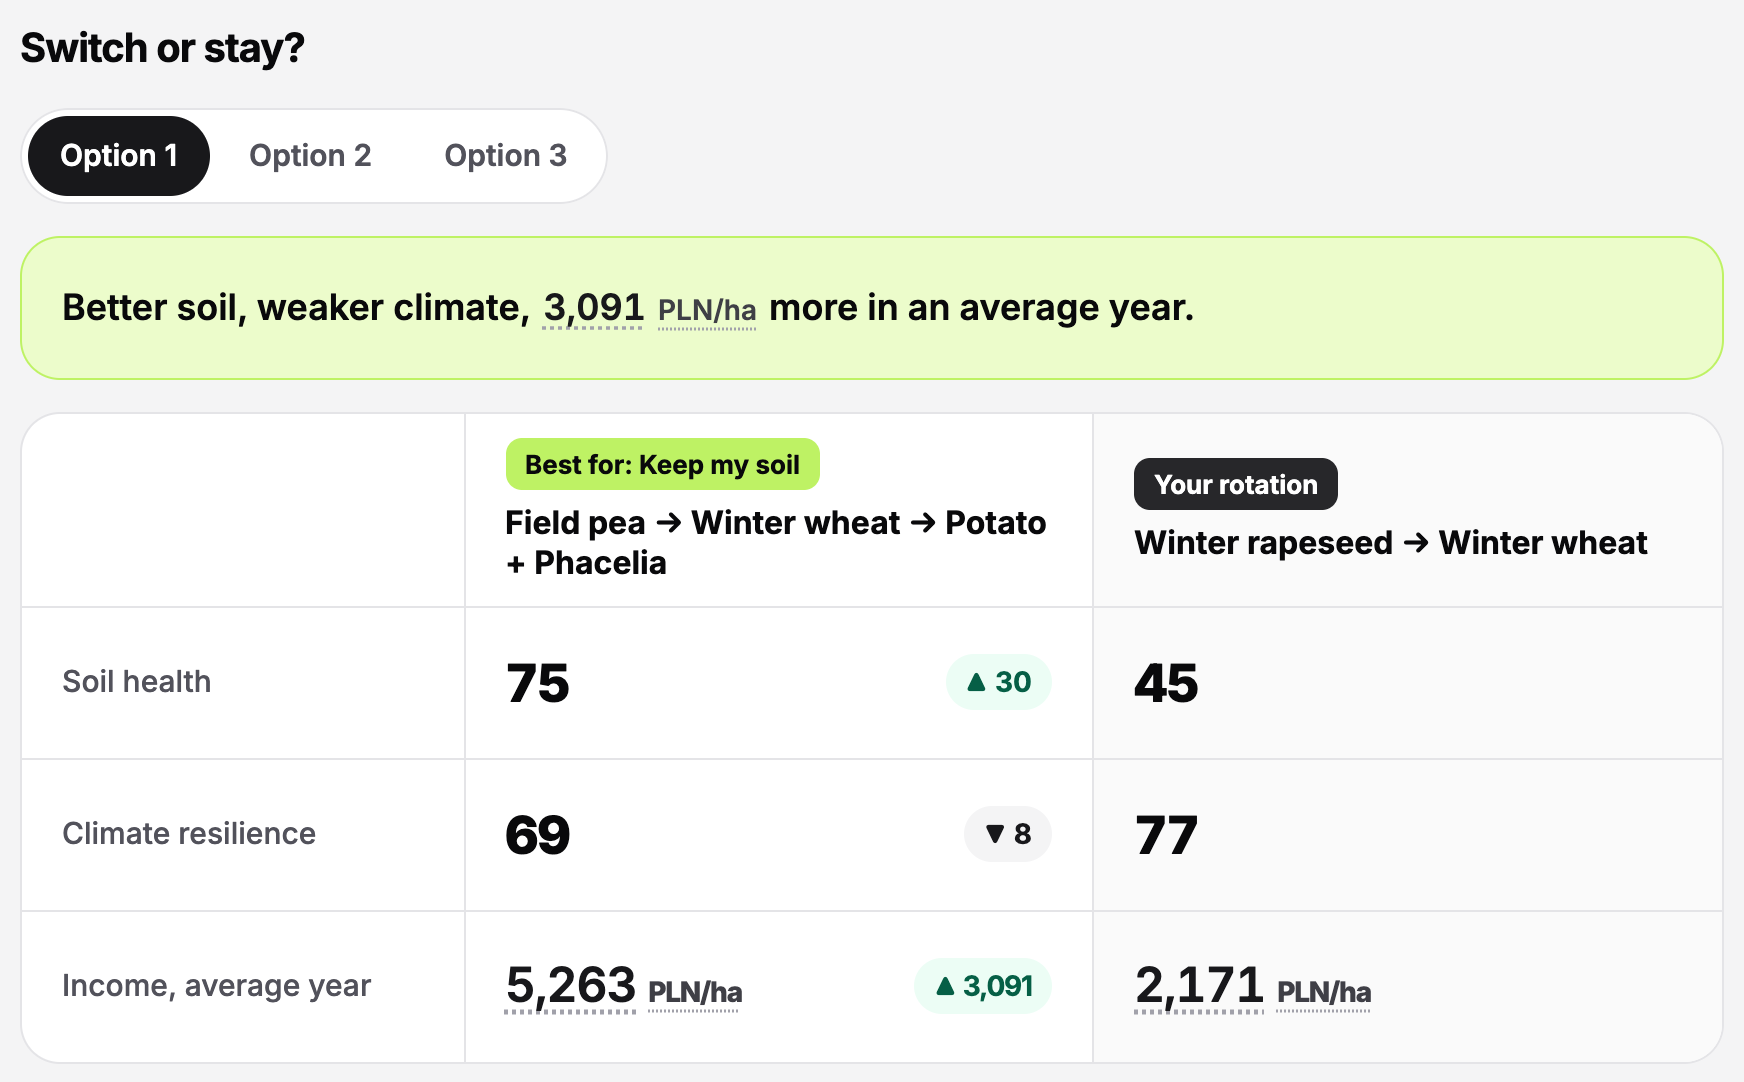 Switch or stay?
Option 1 Option 2 Option 3
Better soil, weaker climate, 3,091 PLN/ha more in an average year.
Best for: Keep my soil
Field pea → Winter wheat → Potato
+ Phacelia
Your rotation
Winter rapeseed → Winter wheat
Soil health 75 ▲ 30 45
Climate resilience 69 ▼ 8 77
Income, average year 5,263 PLN/ha ▲ 3,091 2,171 PLN/ha